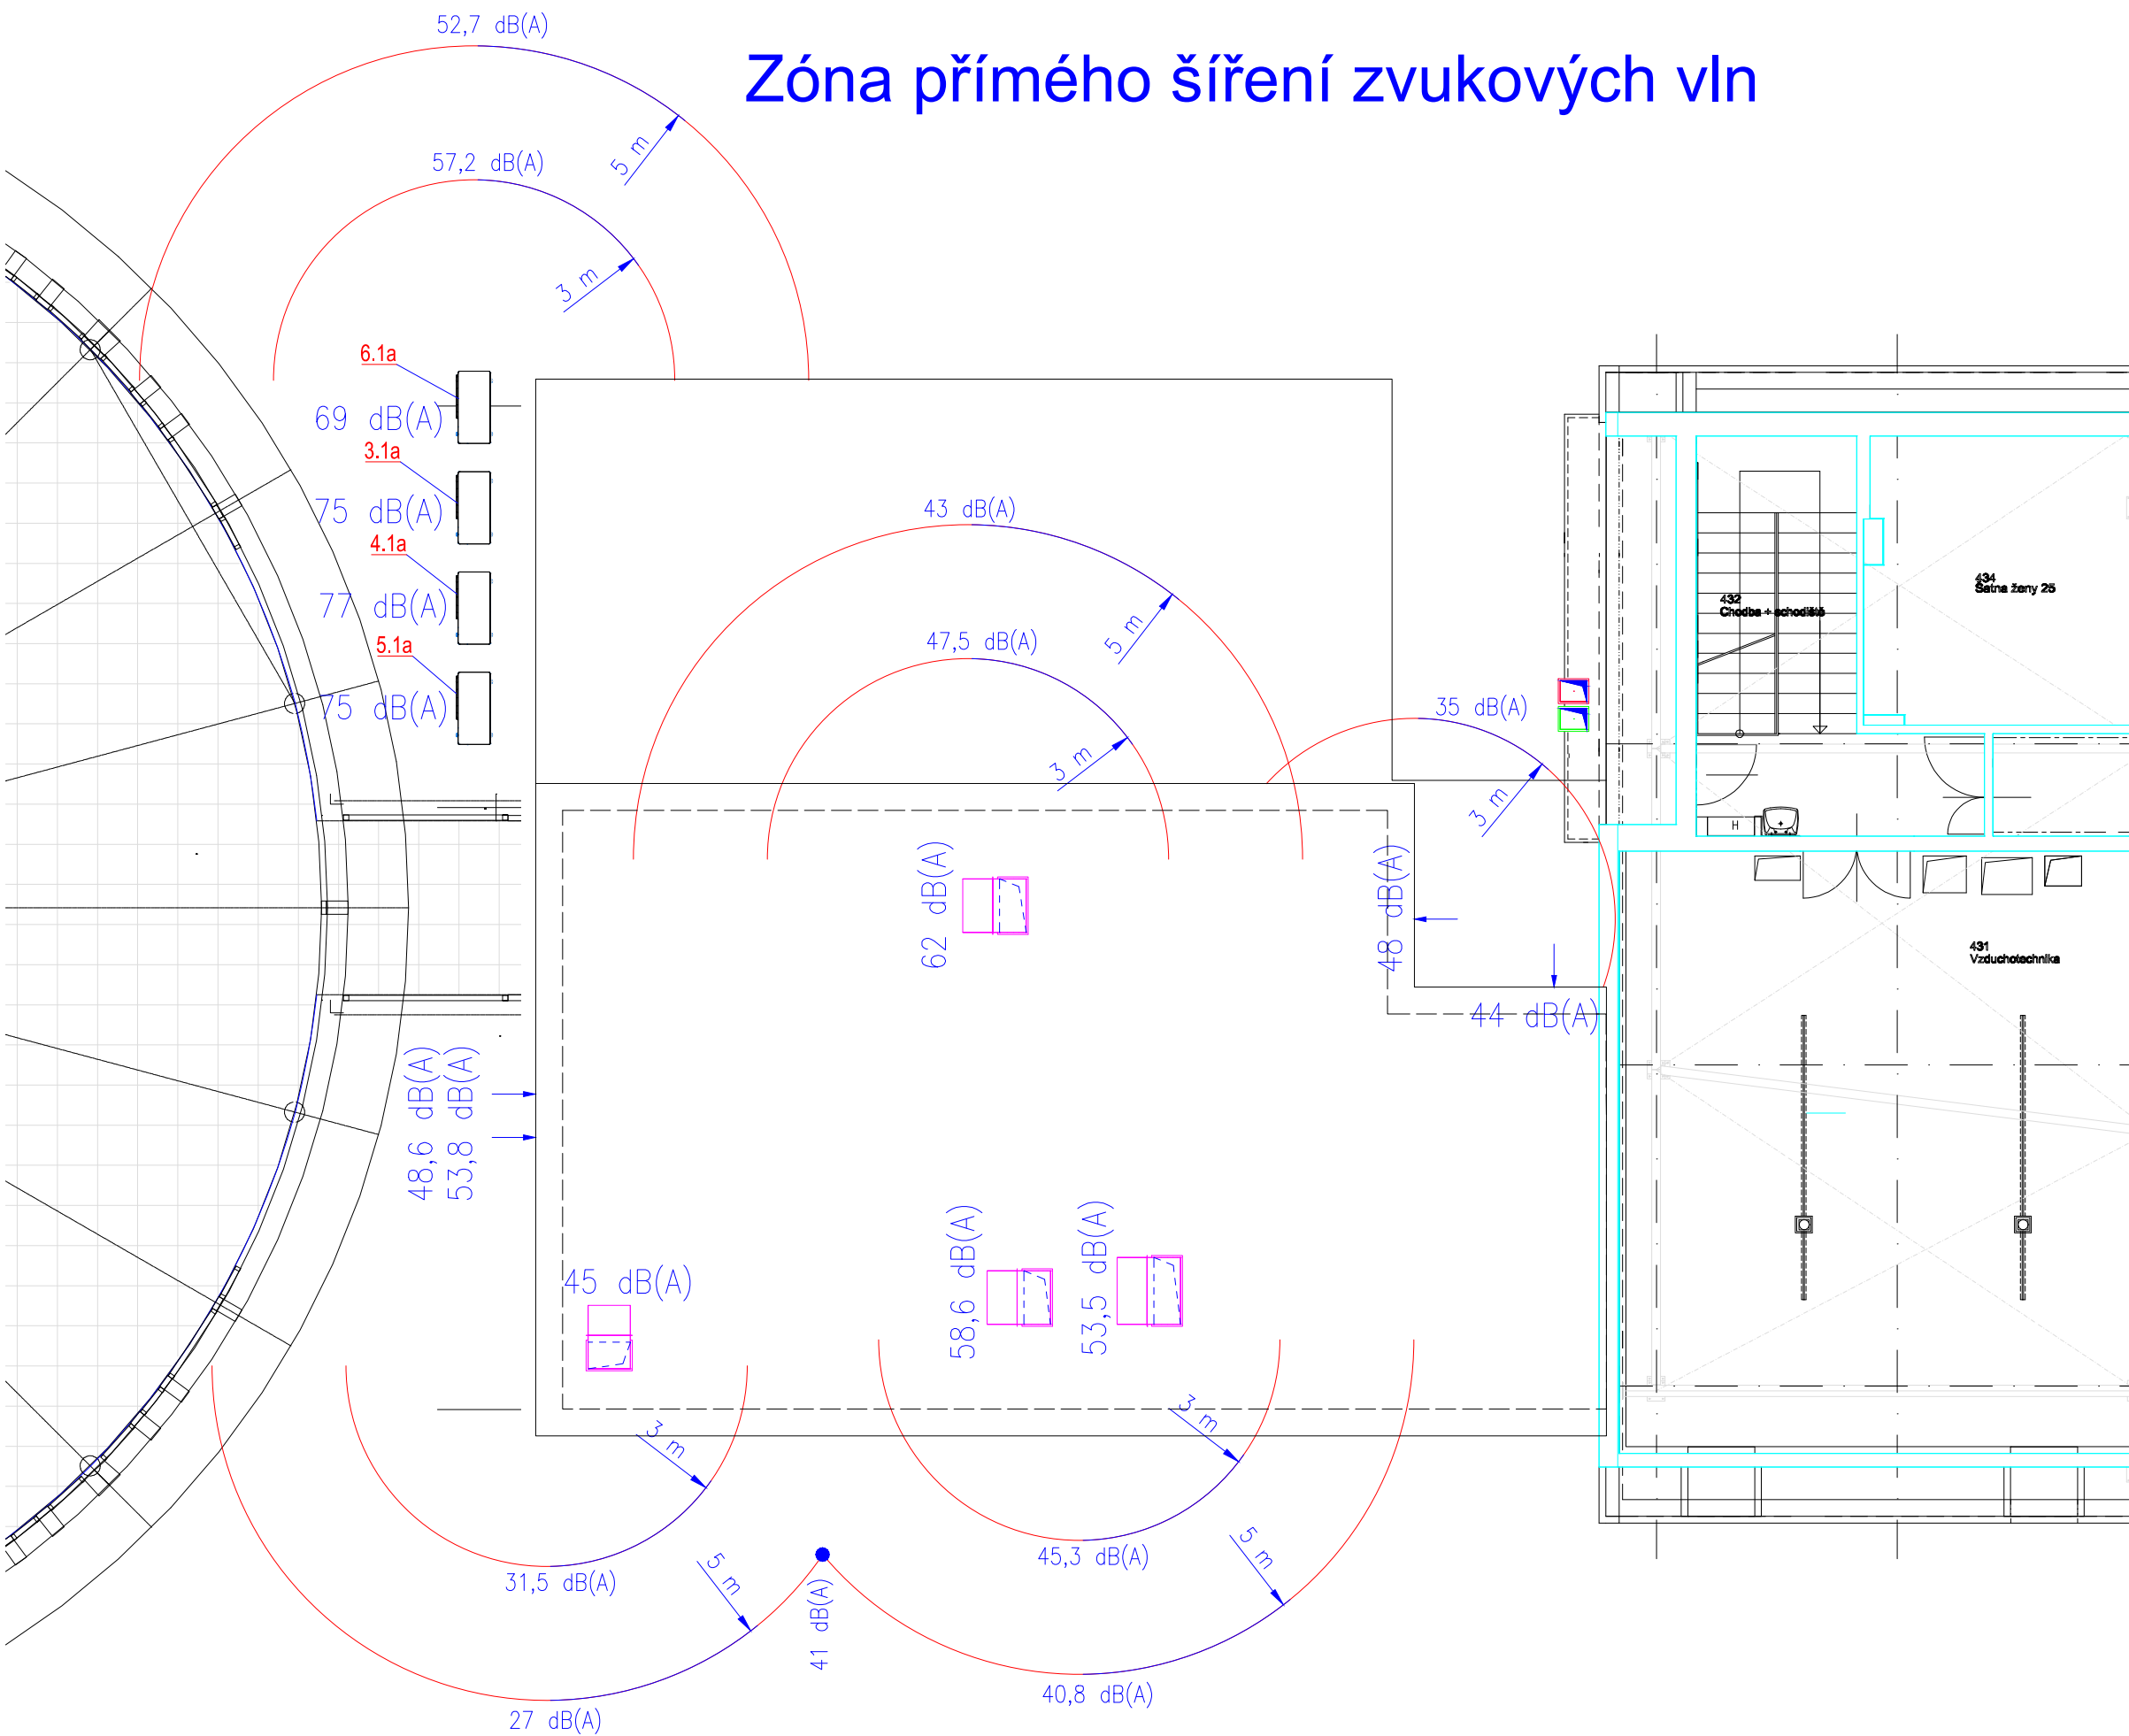 52,7 dB(A)
Zóna přímého šíření zvukových vln
57,2 dB(A)
5 m
3 m
6.1a
69 dB(A)
3.1a
75 dB(A)
4.1a
77 dB(A)
5.1a
75 dB(A)
43 dB(A)
5 m
47,5 dB(A)
3 m
35 dB(A)
3 m
434
Šatna ženy 25
432
Chodba + schodiště
H
62 dB(A)
48 dB(A)
44 dB(A)
431
Vzduchotechnika
48,6 dB(A)
53,8 dB(A)
45 dB(A)
58,6 dB(A)
53,5 dB(A)
3 m
3 m
31,5 dB(A)
5 m
41 dB(A)
45,3 dB(A)
5 m
27 dB(A)
40,8 dB(A)